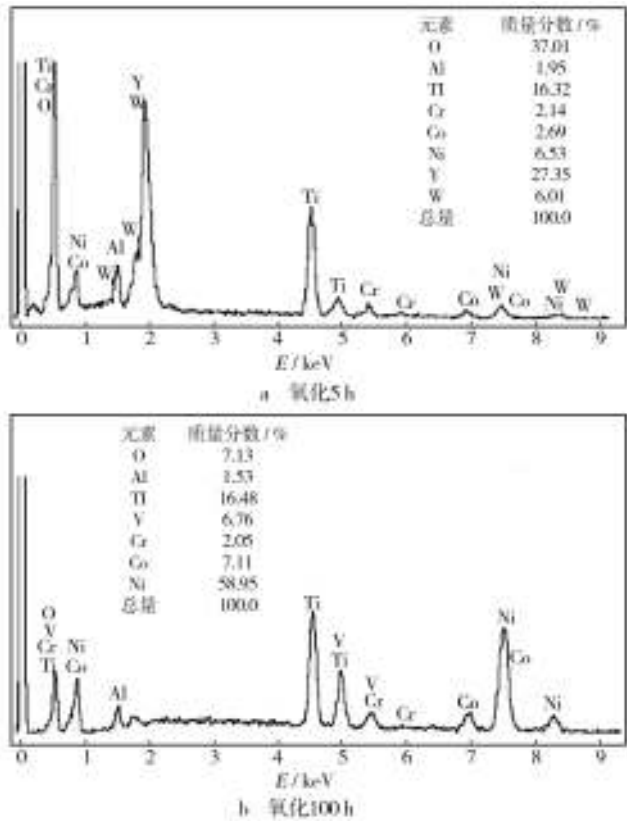 元素 质量分数 / %
O 37.01
Al 1.95
Tl 16.32
Cr 2.14
Co 2.69
Ni 6.53
Y 27.35
W 6.01
总量 100.0
Ti
Cr
O
Ni
Co
W
Al
W
Y
W
Ti
Ti
Cr
Cr
Co
Ni
W
Co
W
Ni
W
0 1 2 3 4 5 6 7 8 9
E / keV
a 氧化5 h
元素 质量分数 / %
O 7.13
Al 1.53
Tl 16.48
V 6.76
Cr 2.05
Co 7.11
Ni 58.95
总量 100.0
O
V
Cr
Ti
Ni
Co
Al
Ti
V
Ti
V
Cr
Cr
Co
Ni
Co
Ni
0 1 2 3 4 5 6 7 8 9
E / keV
b 氧化100 h